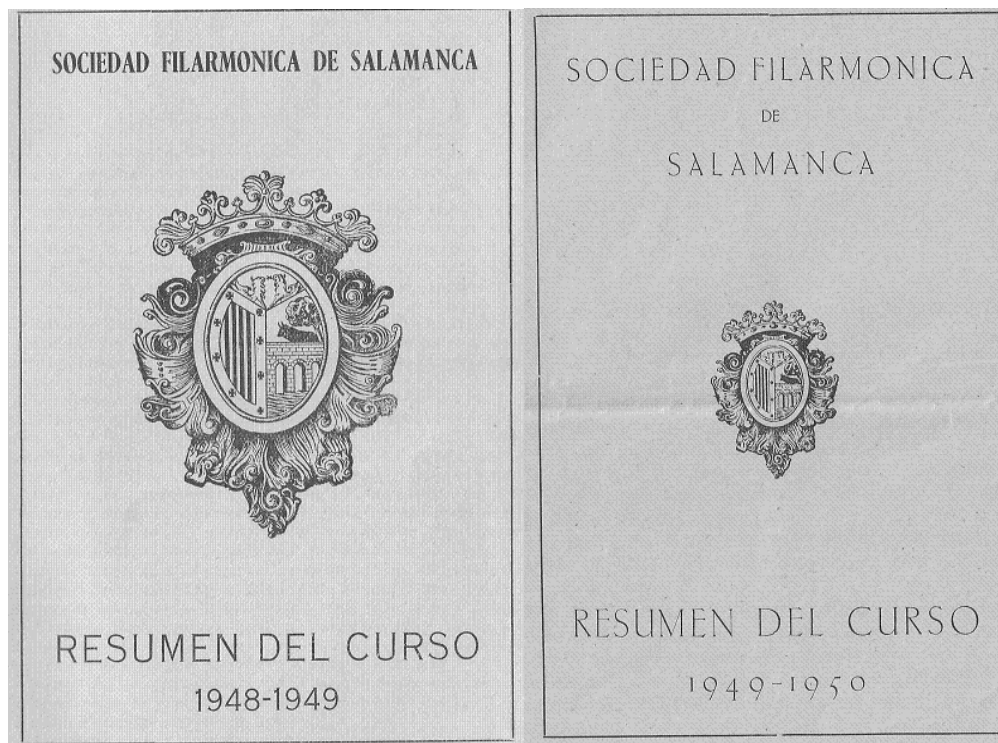 SOCIEDAD FILARMONICA DE SALAMANCA
RESUMEN DEL CURSO
1948-1949
SOCIEDAD FILARMONICA
DE
SALAMANCA
RESUMEN DEL CURSO
1949-1950